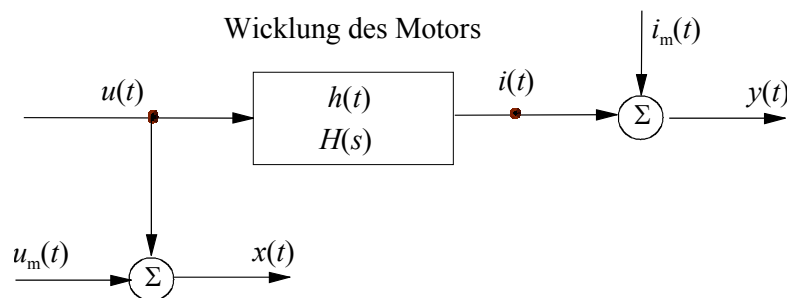 Wicklung des Motors
i_m(t)
u(t)
h(t)
H(s)
i(t)
Σ
y(t)
u_m(t)
Σ
x(t)